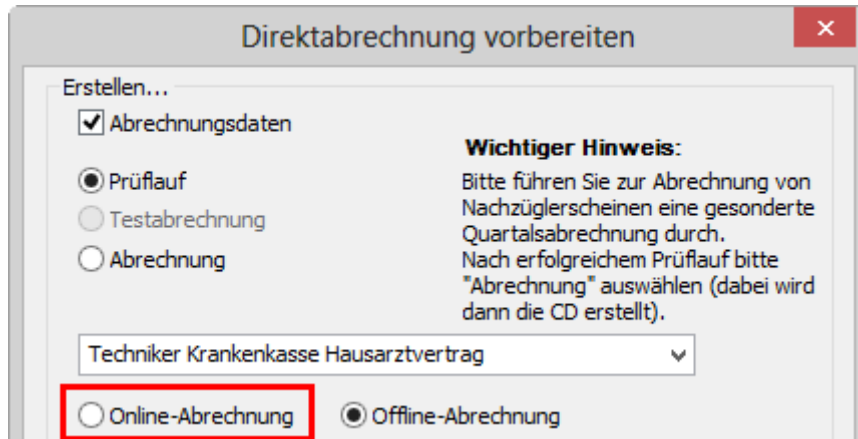 Direktabrechnung vorbereiten
Erstellen...
Abrechnungsdaten
Prüflauf
Testabrechnung
Abrechnung
Wichtiger Hinweis:
Bitte führen Sie zur Abrechnung von
Nachzüglerscheinen eine gesonderte
Quartalsabrechnung durch.
Nach erfolgreichem Prüflauf bitte
"Abrechnung" auswählen (dabei wird
dann die CD erstellt).
Techniker Krankenkasse Hausarztvertrag
Online-Abrechnung Offline-Abrechnung